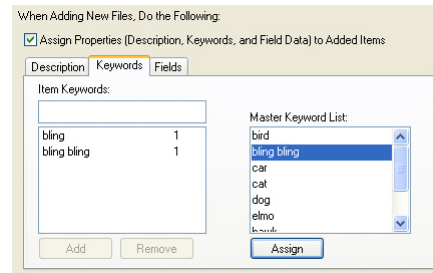 When Adding New Files, Do the Following:
Assign Properties (Description, Keywords, and Field Data) to Added Items
Description Keywords Fields
Item Keywords:
Master Keyword List:
bling 1
bling bling 1
bird
bling bling
car
cat
dog
elmo
hawk
Add Remove Assign